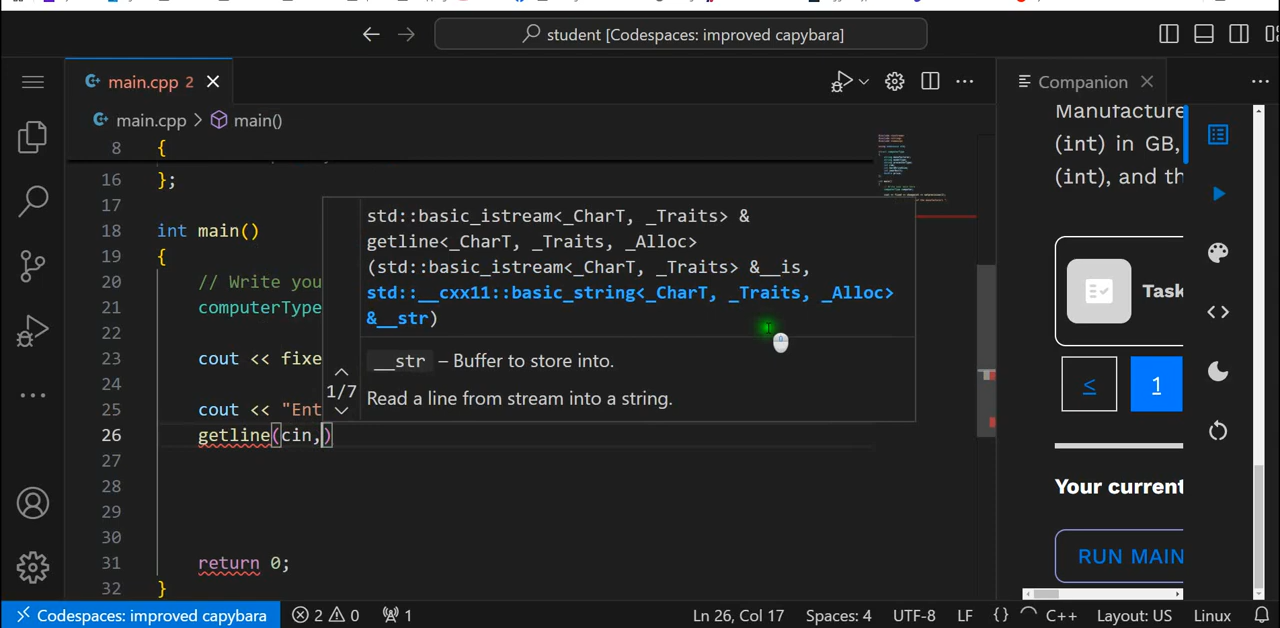 student [Codespaces: improved capybara]
main.cpp 2
Companion
main.cpp > main()
8 {
16 };
17
18 int main()
19 {
20 // Write you
21 computerType
22
23 cout << fixe
24
25 cout << "Ent
26 getline(cin,)
27
28
29
30
31 return 0;
32 }
std::basic_istream<_CharT, _Traits> &
getline<_CharT, _Traits, _Alloc>
(std::basic_istream<_CharT, _Traits> &__is,
std::__cxx11::basic_string<_CharT, _Traits, _Alloc>
&__str)
1/7
__str – Buffer to store into.
Read a line from stream into a string.
Manufacture
(int) in GB,
(int), and th
Task
≤ 1
Your current
RUN MAIN
Codespaces: improved capybara 2 0 1 Ln 26, Col 17 Spaces: 4 UTF-8 LF {} C++ Layout: US Linux